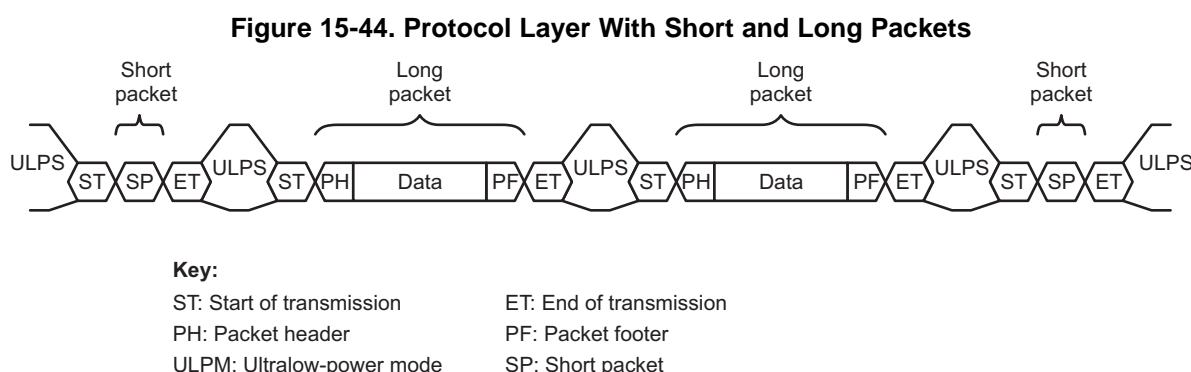 Figure 15-44. Protocol Layer With Short and Long Packets
Short packet
Long packet
Long packet
Short packet
ULPS ST SP ET ULPS ST PH Data PF ET ULPS ST PH Data PF ET ULPS ST SP ET ULPS
Key:
ST: Start of transmission ET: End of transmission
PH: Packet header PF: Packet footer
ULPM: Ultralow-power mode SP: Short packet